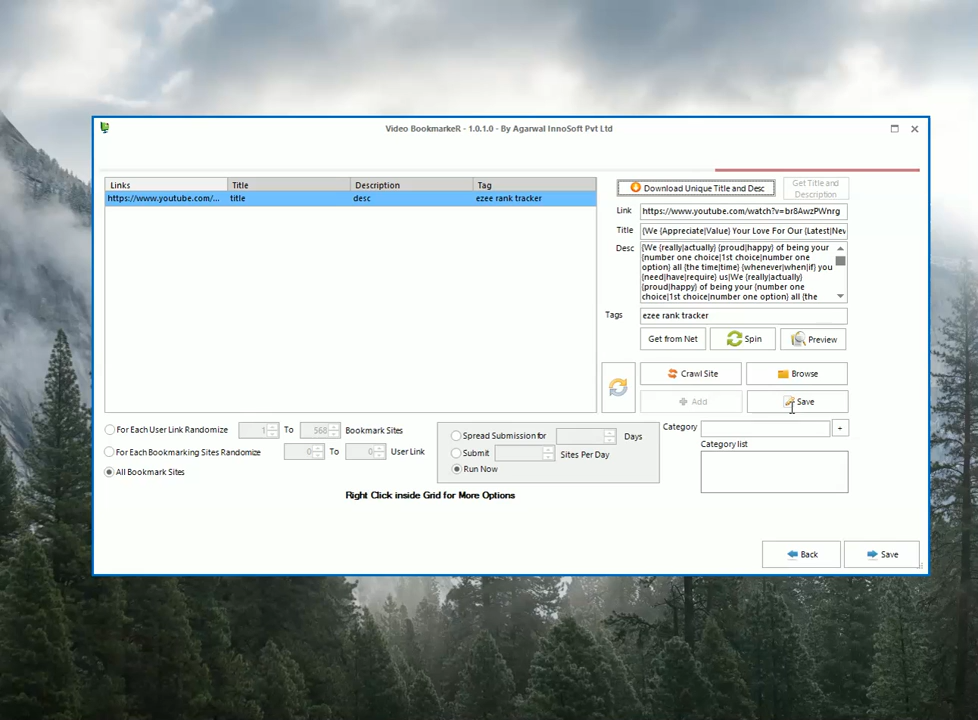 Video BookmarkeR - 1.0.1.0 - By Agarwal InnoSoft Pvt Ltd
Links Title Description Tag
https://www.youtube.com/... title desc ezee rank tracker
Download Unique Title and Desc
Get Title and
Description
Link https://www.youtube.com/watch?v=br8AwzPWnrg
Title {We {Appreciate|Value} Your Love For Our {Latest|New
Desc {We {really|actually} {proud|happy} of being your
{number one choice|1st choice|number one
option} all {the time|time} {whenever|when|if} you
{need|have|require} us|We {really|actually}
{proud|happy} of being your {number one
choice|1st choice|number one option} all {the
Tags ezee rank tracker
Get from Net Spin Preview
Crawl Site Browse
Add Save
Category +
Category list
For Each User Link Randomize 1 To 568 Bookmark Sites
For Each Bookmarking Sites Randomize 0 To 0 User Link
All Bookmark Sites
Spread Submission for Days
Submit Sites Per Day
Run Now
Right Click inside Grid for More Options
Back Save